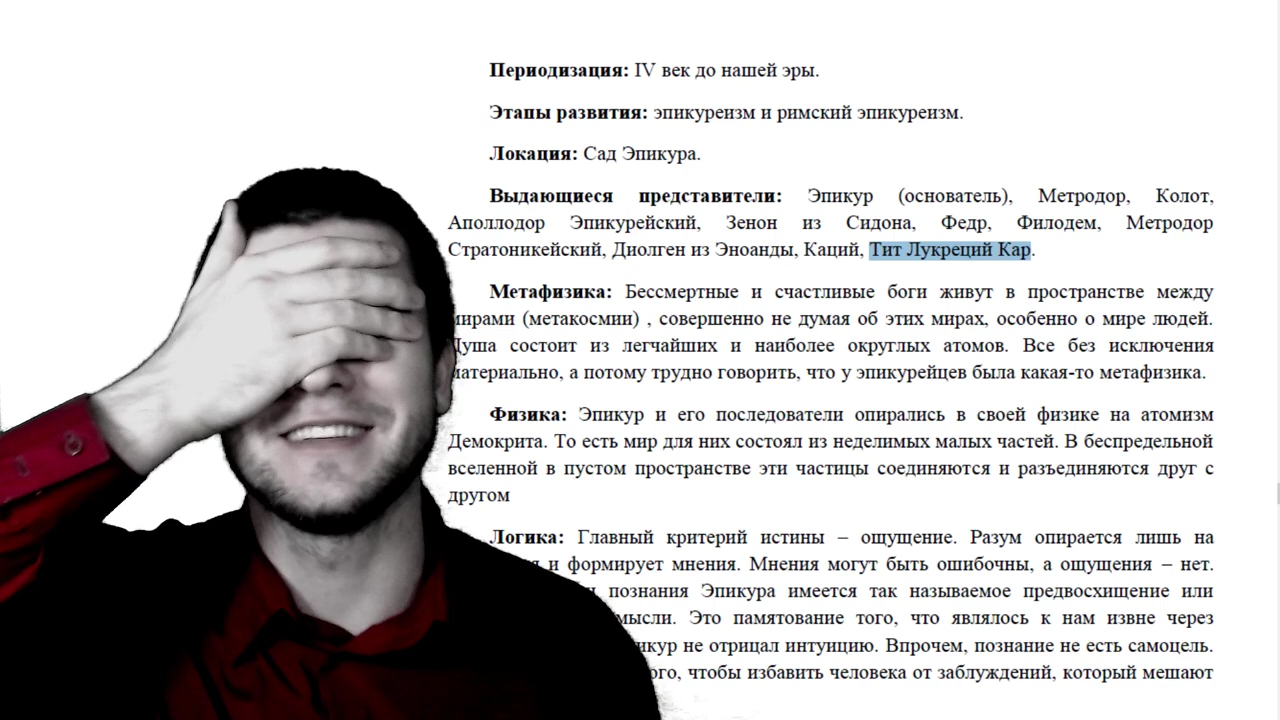 Периодизация: IV век до нашей эры.
Этапы развития: эпикуреизм и римский эпикуреизм.
Локация: Сад Эпикура.
Выдающиеся представители: Эпикур (основатель), Метродор, Колот,
Аполлодор Эпикурейский, Зенон из Сидона, Федр, Филодем, Метродор
Стратоникейский, Диолген из Эноанды, Каций, Тит Лукреций Кар.
Метафизика: Бессмертные и счастливые боги живут в пространстве между
мирами (метакосмии) , совершенно не думая об этих мирах, особенно о мире людей.
Душа состоит из легчайших и наиболее округлых атомов. Все без исключения
материально, а потому трудно говорить, что у эпикурейцев была какая-то метафизика.
Физика: Эпикур и его последователи опирались в своей физике на атомизм
Демокрита. То есть мир для них состоял из неделимых малых частей. В беспредельной
вселенной в пустом пространстве эти частицы соединяются и разъединяются друг с
другом
Логика: Главный критерий истины – ощущение. Разум опирается лишь на
и формирует мнения. Мнения могут быть ошибочны, а ощущения – нет.
познания Эпикура имеется так называемое предвосхищение или
мысли. Это памятование того, что являлось к нам извне через
не отрицал интуицию. Впрочем, познание не есть самоцель.
чтобы избавить человека от заблуждений, который мешают